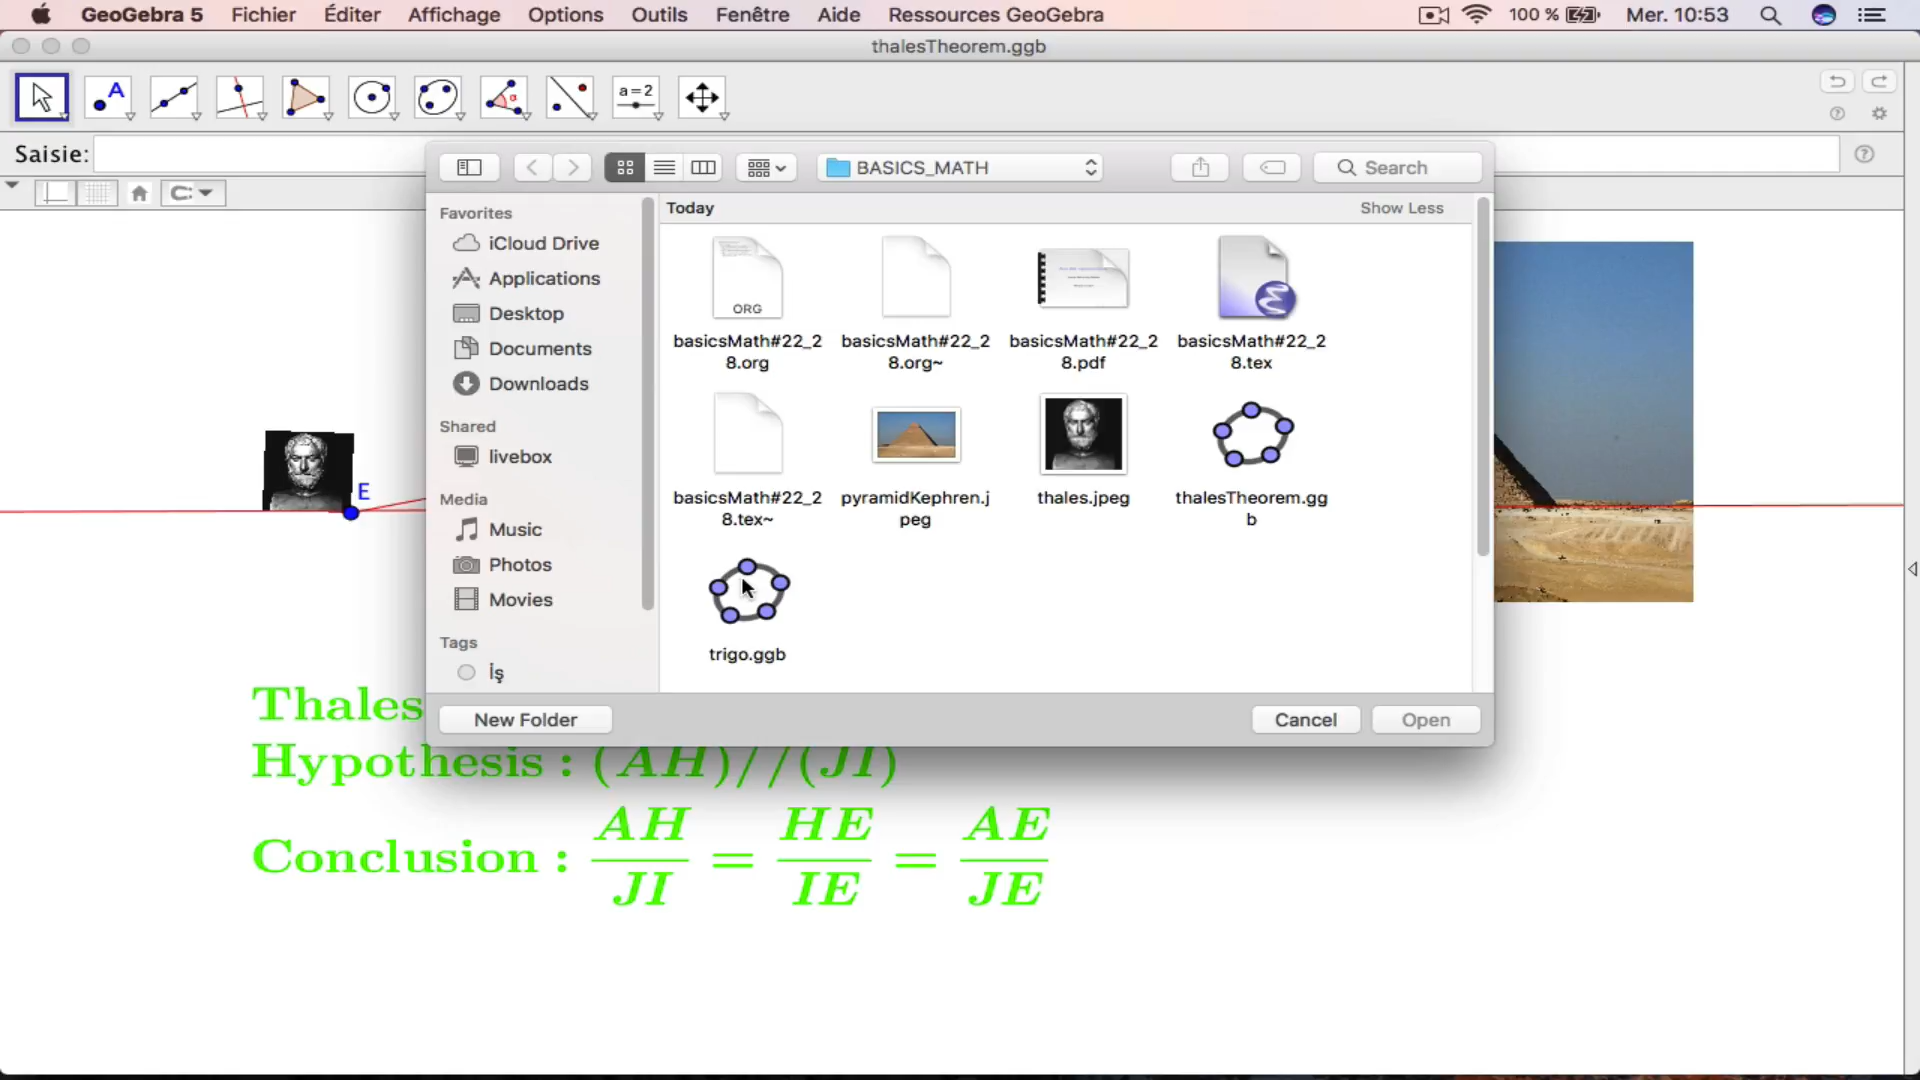 GeoGebra 5 Fichier Éditer Affichage Options Outils Fenêtre Aide Ressources GeoGebra 100 % Mer. 10:53
thalesTheorem.ggb
A
α
a=2
Saisie:
BASICS_MATH
Search
Favorites
iCloud Drive
Applications
Desktop
Documents
Downloads
Shared
livebox
Media
Music
Photos
Movies
Tags
İş
Today
Show Less
ORG
basicsMath#22_2
8.org
basicsMath#22_2
8.org~
basicsMath#22_2
8.pdf
basicsMath#22_2
8.tex
basicsMath#22_2
8.tex~
pyramidKephren.j
peg
thales.jpeg
thalesTheorem.gg
b
trigo.ggb
New Folder
Cancel
Open
E
Thales
Hypothesis : (AH)//(JI)
Conclusion : AH/JI = HE/IE = AE/JE